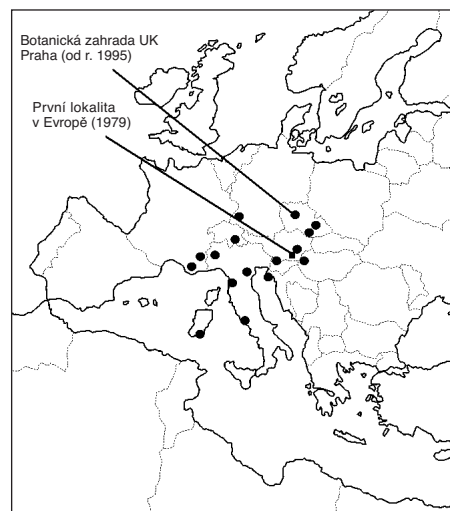 Botanická zahrada UK
Praha (od r. 1995)
První lokalita
v Evropě (1979)